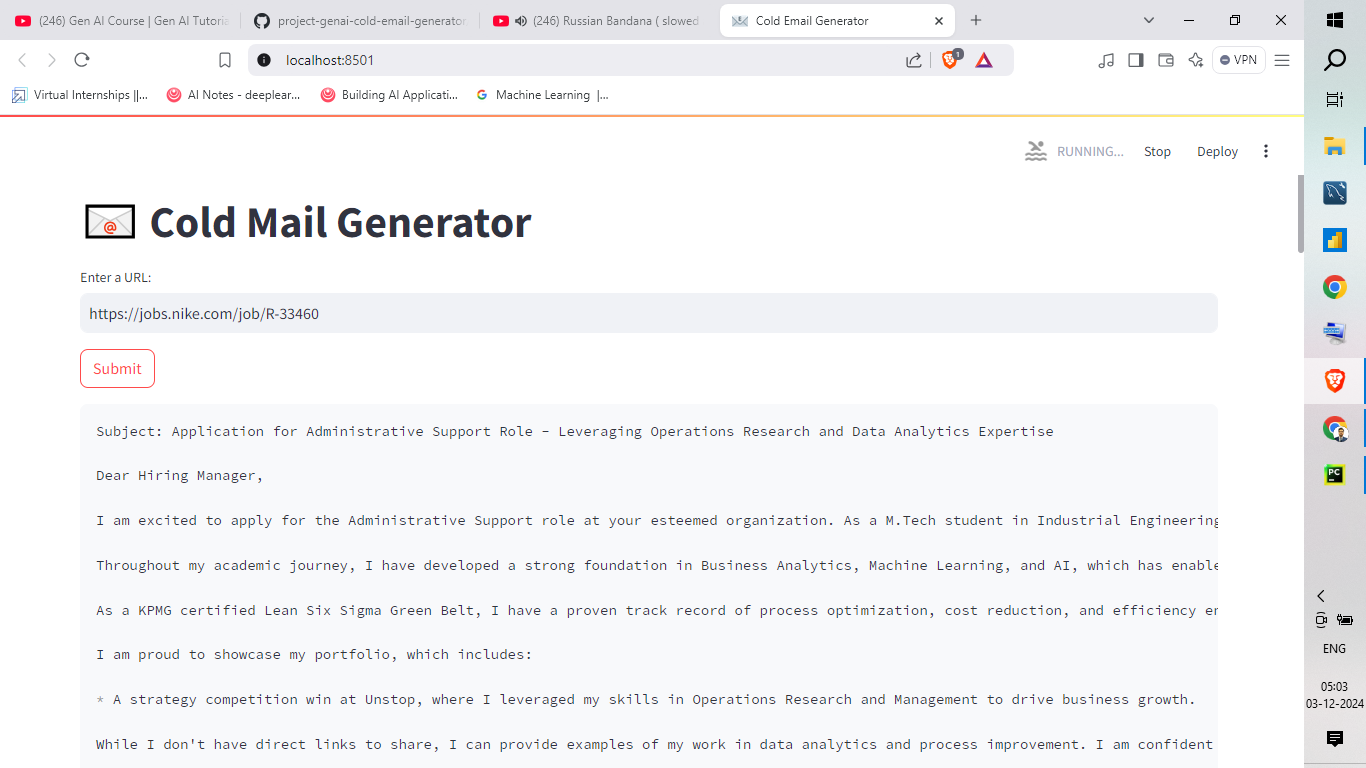 (246) Gen AI Course | Gen AI Tutoria
project-genai-cold-email-generator
(246) Russian Bandana ( slowed
Cold Email Generator
localhost:8501
1
VPN
Virtual Internships ||...
AI Notes - deeplear...
Building AI Applicati...
Machine Learning |...
RUNNING...
Stop
Deploy
Cold Mail Generator
Enter a URL:
https://jobs.nike.com/job/R-33460
Submit
Subject: Application for Administrative Support Role - Leveraging Operations Research and Data Analytics Expertise
Dear Hiring Manager,
I am excited to apply for the Administrative Support role at your esteemed organization. As a M.Tech student in Industrial Engineering
Throughout my academic journey, I have developed a strong foundation in Business Analytics, Machine Learning, and AI, which has enable
As a KPMG certified Lean Six Sigma Green Belt, I have a proven track record of process optimization, cost reduction, and efficiency en
I am proud to showcase my portfolio, which includes:
* A strategy competition win at Unstop, where I leveraged my skills in Operations Research and Management to drive business growth.
While I don't have direct links to share, I can provide examples of my work in data analytics and process improvement. I am confident
PC
ENG
05:03
03-12-2024